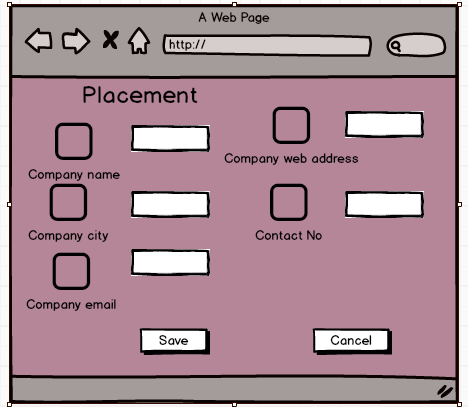 A Web Page
http://
Placement
Company name
Company web address
Company city
Contact No
Company email
Save
Cancel